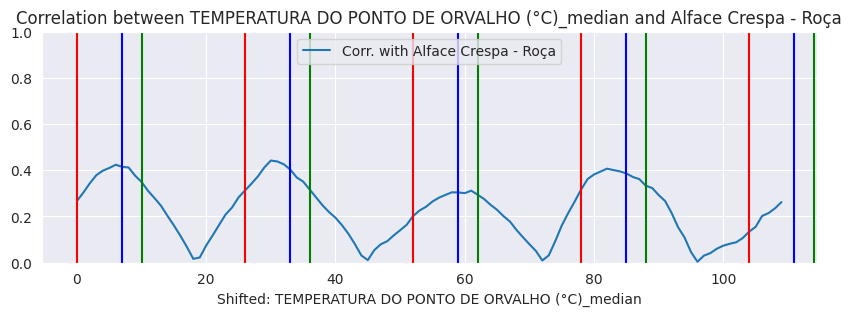 Correlation between TEMPERATURA DO PONTO DE ORVALHO (°C)_median and Alface Crespa - Roça
Corr. with Alface Crespa - Roça
1.0
0.8
0.6
0.4
0.2
0.0
0 20 40 60 80 100
Shifted: TEMPERATURA DO PONTO DE ORVALHO (°C)_median